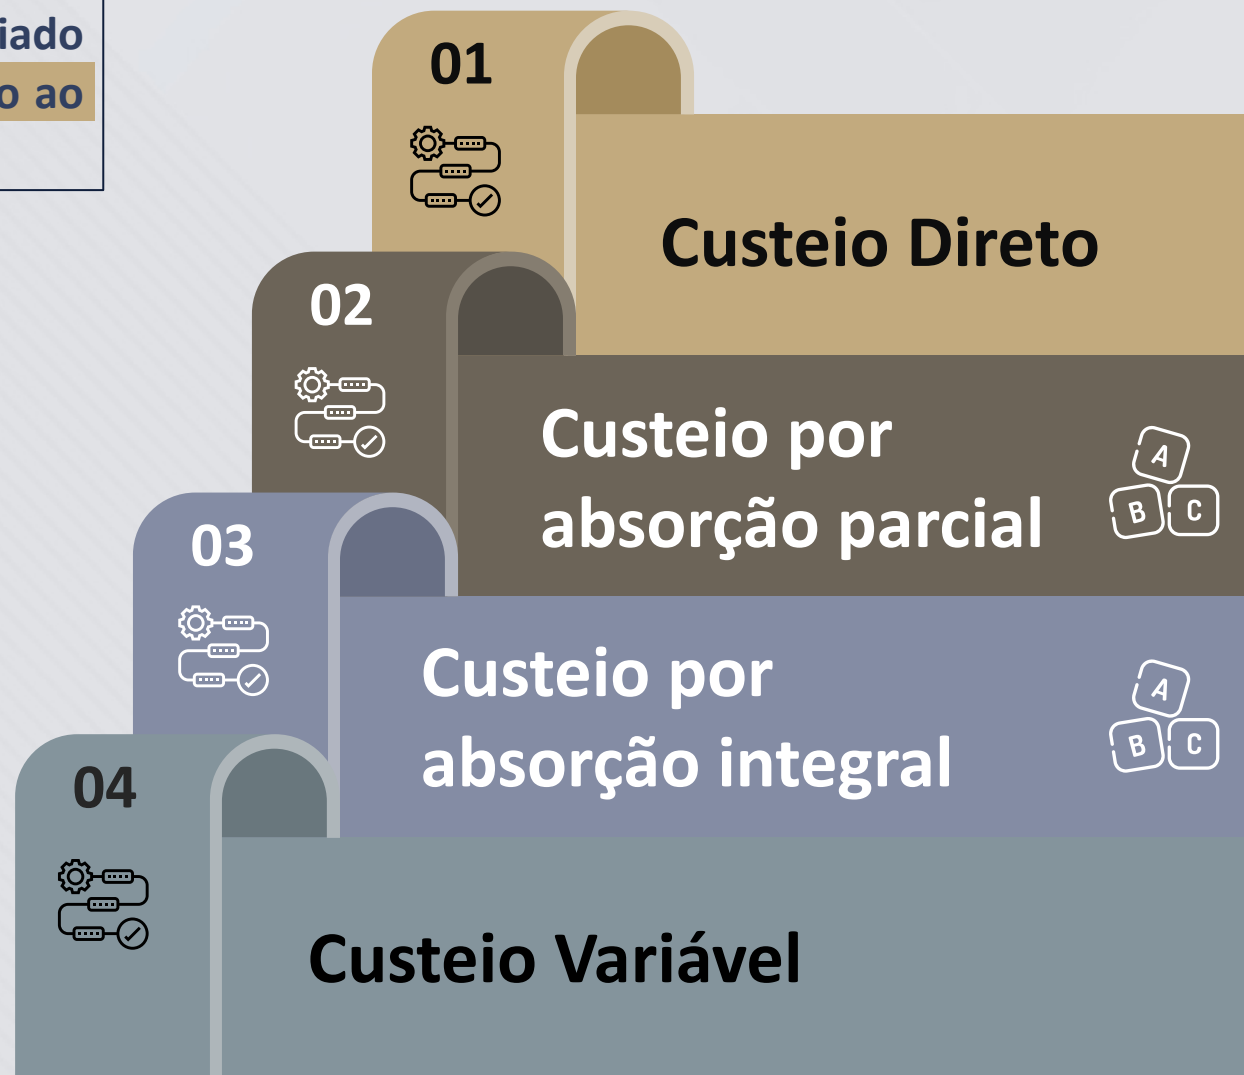 iado
o ao
01
Custeio Direto
02
Custeio por
absorção parcial
A
B C
03
Custeio por
absorção integral
A
B C
04
Custeio Variável